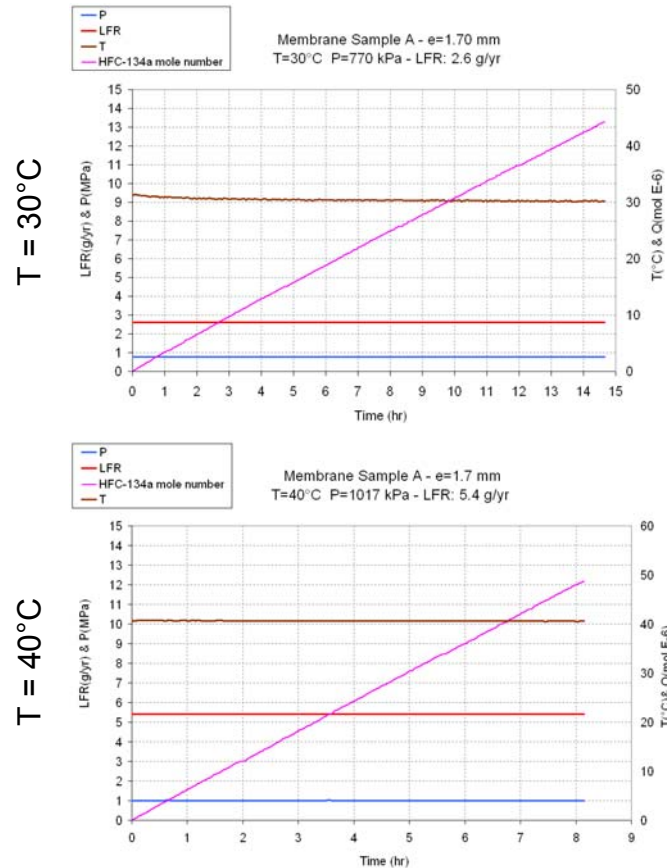 P
LFR
T
HFC-134a mole number
Membrane Sample A - e=1.70 mm
T=30°C P=770 kPa - LFR: 2.6 g/yr
T = 30°C
LFR(g/yr) & P(MPa)
15
14
13
12
11
10
9
8
7
6
5
4
3
2
1
0
50
40
30
20
10
0
T(°C) & Q(mol E-6)
0 1 2 3 4 5 6 7 8 9 10 11 12 13 14 15
Time (hr)
P
LFR
HFC-134a mole number
T
Membrane Sample A - e=1.7 mm
T=40°C P=1017 kPa - LFR: 5.4 g/yr
T = 40°C
LFR(g/yr) & P(MPa)
15
14
13
12
11
10
9
8
7
6
5
4
3
2
1
0
60
50
40
30
20
10
0
T(°C)& Q(mol E-6)
0 1 2 3 4 5 6 7 8 9
Time (hr)